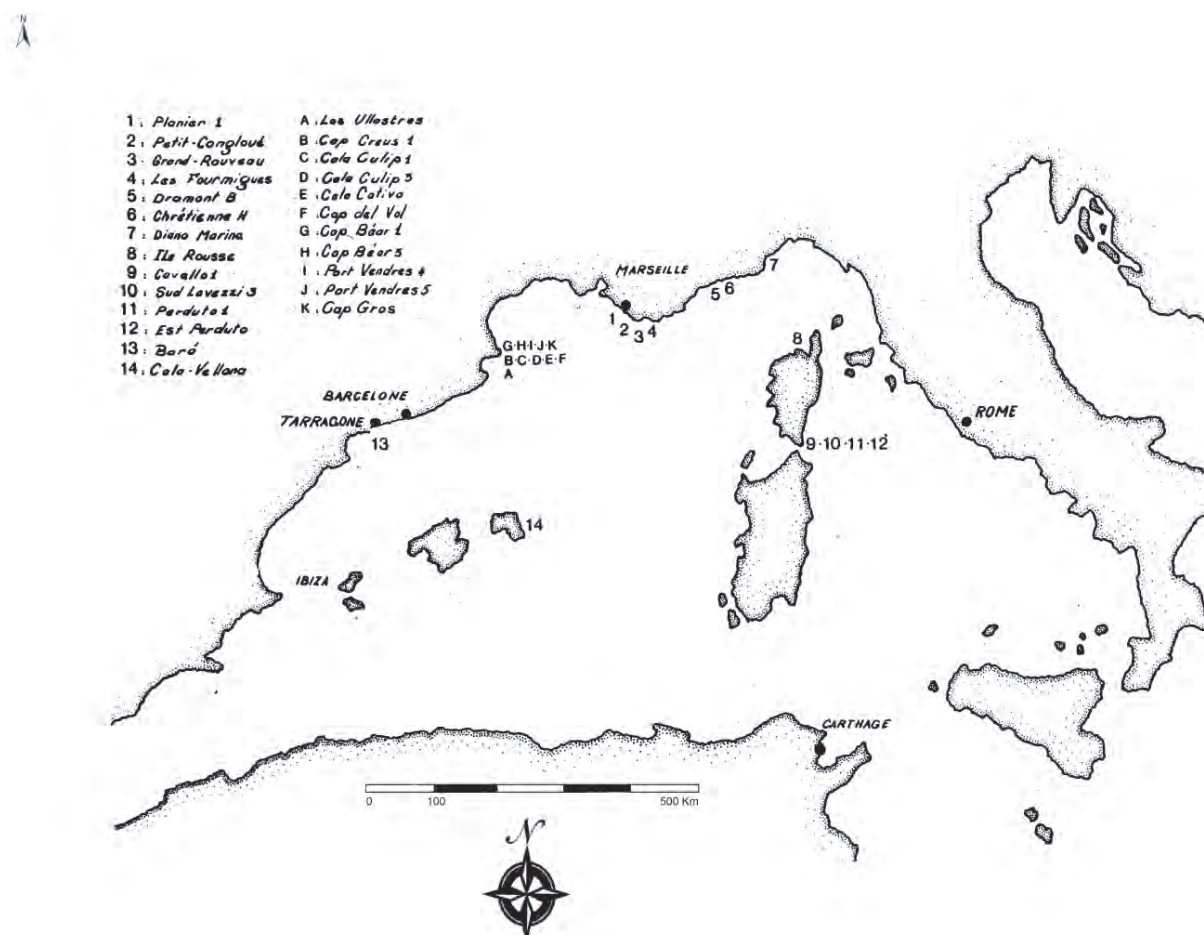 N
1 : Planier 1
2 : Petit-Congloué
3 · Grand-Rouveau
4 : Les Fourmigues
5 : Dramont B
6 : Chrétienne H
7 : Diano Marina
8 : Ile Rousse
9 : Cavallo 1
10 : Sud Lavezzi 3
11 : Perduto 1
12 : Est Perduto
13 : Baró
14 : Cala-Vellana
A . Les Ullastres
B . Cap Creus 1
C . Cala Culip 1
D . Cala Culip 5
E . Cala Cativa
F . Cap del Vol
G . Cap Béar 1
H . Cap Béar 3
I . Port Vendres 4
J . Port Vendres 5
K . Cap Gros
MARSEILLE
1
2
3
4
5
6
7
8
G·H·I·J·K
B·C·D·E·F
A
BARCELONE
TARRAGONE
13
ROME
9·10·11·12
14
IBIZA
CARTHAGE
0 100 500 Km
N